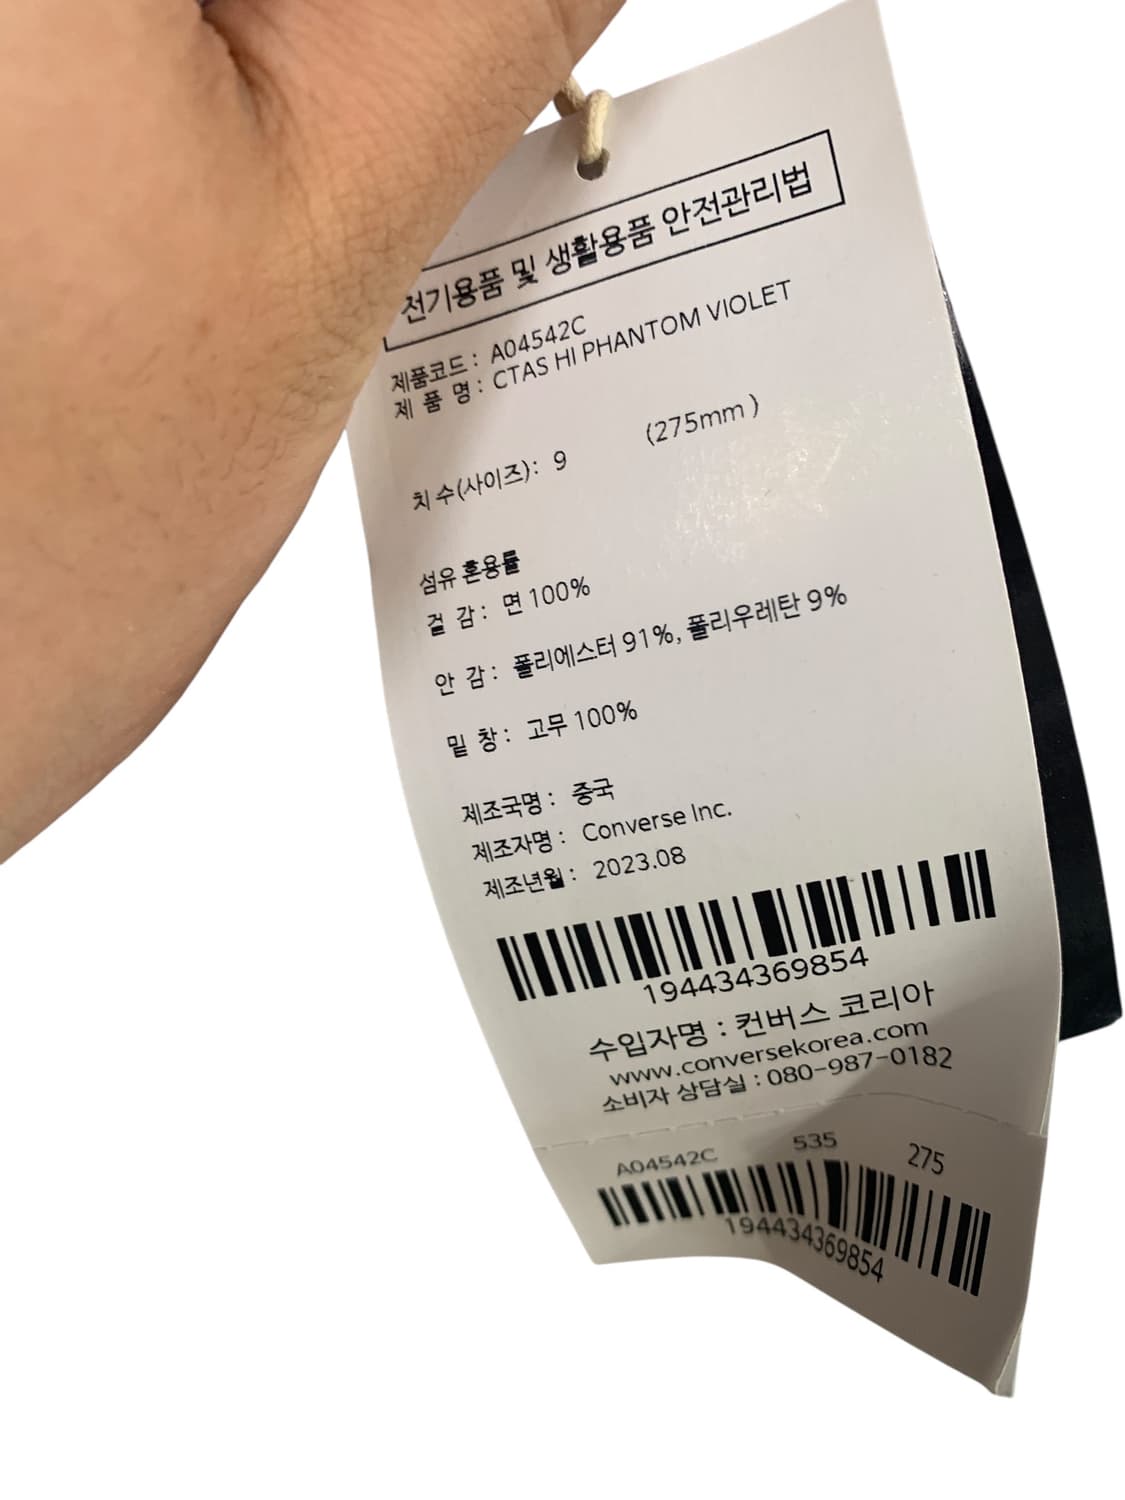 전기용품 및 생활용품 안전관리법
제품코드 : A04542C
제 품 명 : CTAS HI PHANTOM VIOLET
치 수(사이즈) : 9 (275mm )
섬유 혼용률
겉 감 : 면 100%
안 감 : 폴리에스터 91%, 폴리우레탄 9%
밑 창 : 고무 100%
제조국명 : 중국
제조자명 : Converse Inc.
제조년월 : 2023.08
194434369854
수입자명 : 컨버스 코리아
www.conversekorea.com
소비자 상담실 : 080-987-0182
A04542C 535 275
194434369854